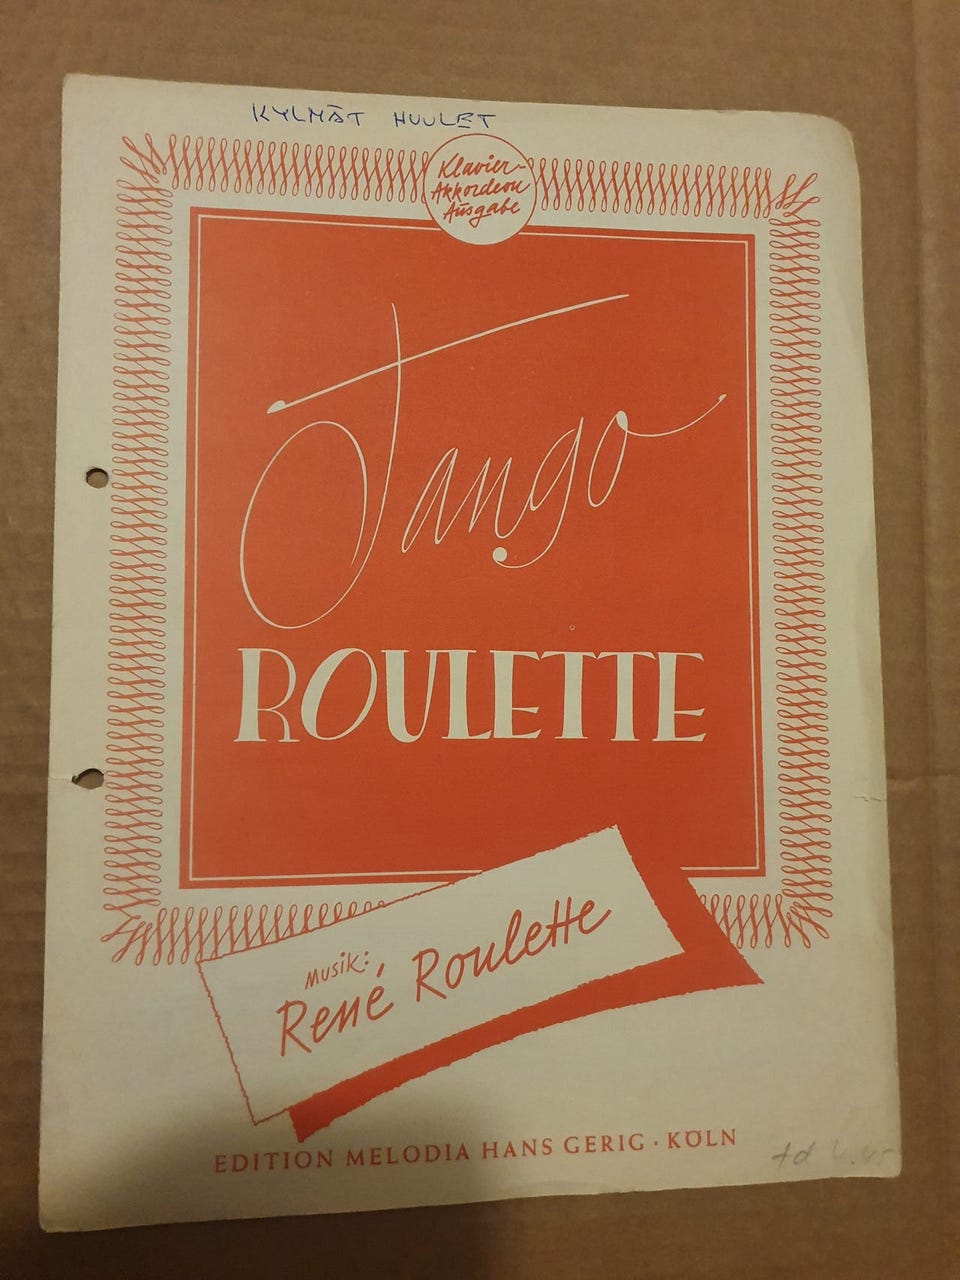 KYLMÄT HUULET
Klavier-
Akkordeon
Ausgabe
Tango
ROULETTE
Musik:
René Roulette
EDITION MELODIA HANS GERIG · KÖLN